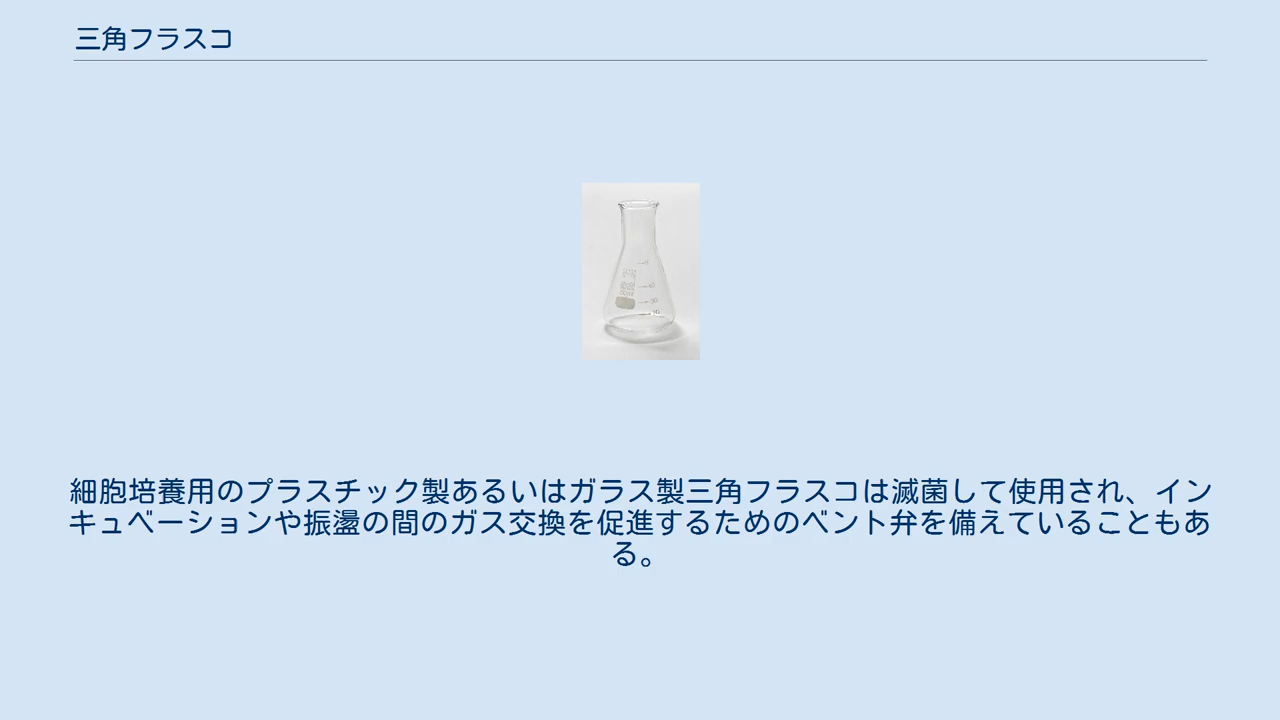 三角フラスコ
細胞培養用のプラスチック製あるいはガラス製三角フラスコは滅菌して使用され、イン
キュベーションや振盪の間のガス交換を促進するためのベント弁を備えていることもあ
る。